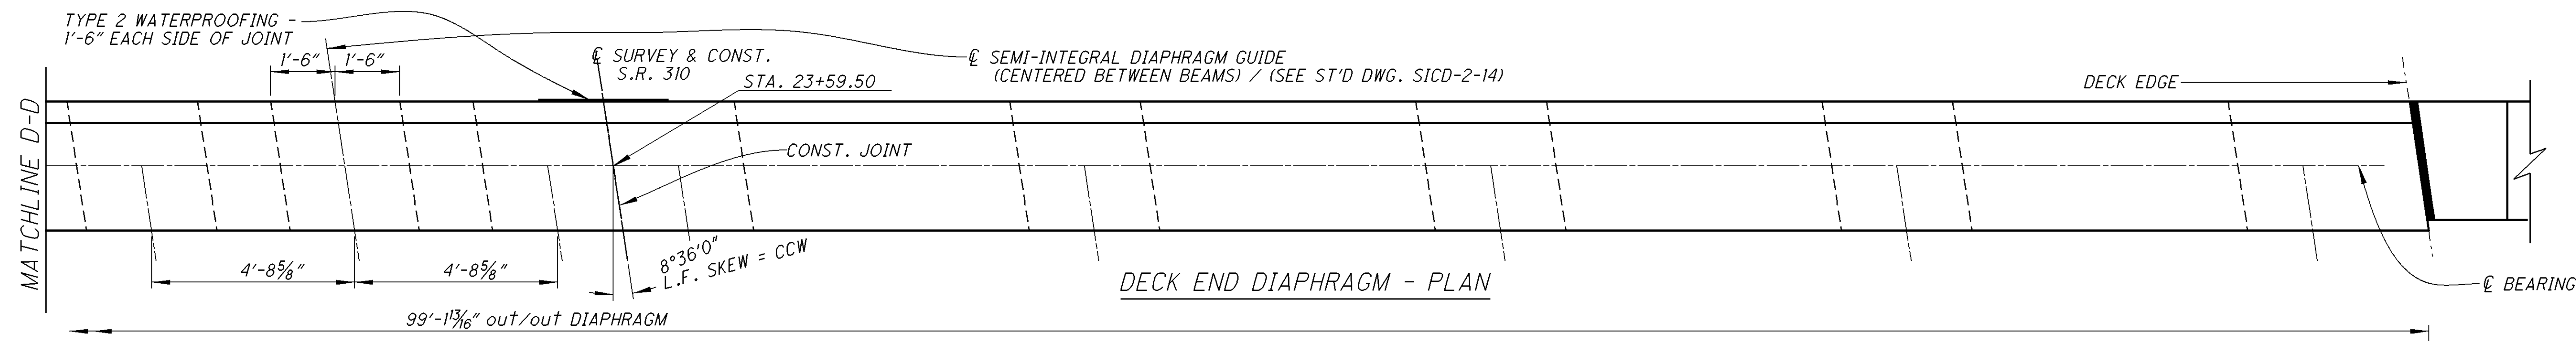 TYPE 2 WATERPROOFING -
1'-6" EACH SIDE OF JOINT
1'-6" 1'-6"
℄ SURVEY & CONST.
S.R. 310
STA. 23+59.50
℄ SEMI-INTEGRAL DIAPHRAGM GUIDE
(CENTERED BETWEEN BEAMS) / (SEE ST'D DWG. SICD-2-14)
DECK EDGE
MATCHLINE D-D
CONST. JOINT
4'-8⅝" 4'-8⅝"
8°36'0"
L.F. SKEW = CCW
DECK END DIAPHRAGM - PLAN
℄ BEARING
99'-1 13/16" out/out DIAPHRAGM